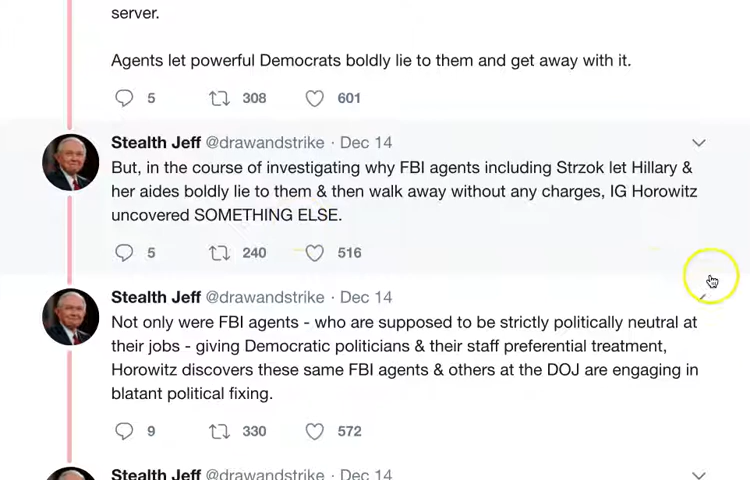 server.
Agents let powerful Democrats boldly lie to them and get away with it.
5 308 601
Stealth Jeff @drawandstrike · Dec 14
But, in the course of investigating why FBI agents including Strzok let Hillary &
her aides boldly lie to them & then walk away without any charges, IG Horowitz
uncovered SOMETHING ELSE.
5 240 516
Stealth Jeff @drawandstrike · Dec 14
Not only were FBI agents - who are supposed to be strictly politically neutral at
their jobs - giving Democratic politicians & their staff preferential treatment,
Horowitz discovers these same FBI agents & others at the DOJ are engaging in
blatant political fixing.
9 330 572
Stealth Jeff @drawandstrike · Dec 14